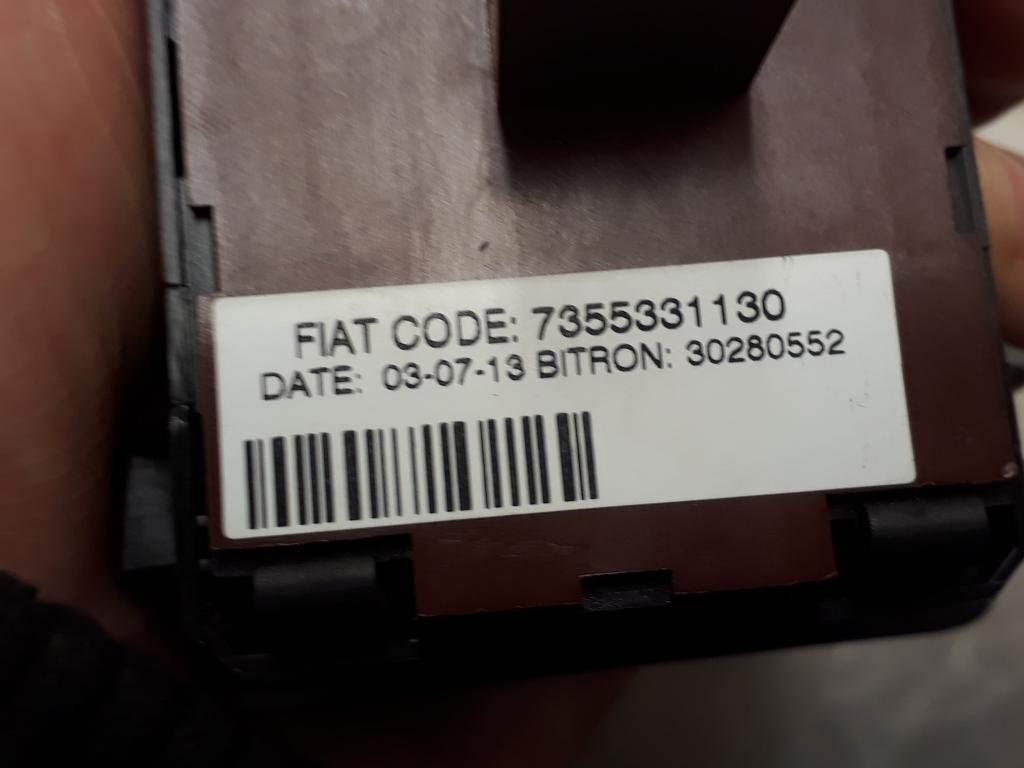 FIAT CODE: 7355331130
DATE: 03-07-13 BITRON: 30280552